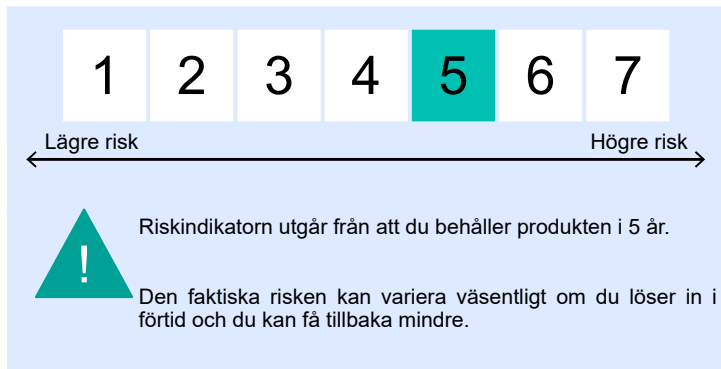 1 2 3 4 5 6 7
Lägre risk Högre risk
!
Riskindikatorn utgår från att du behåller produkten i 5 år.
Den faktiska risken kan variera väsentligt om du löser in i
förtid och du kan få tillbaka mindre.